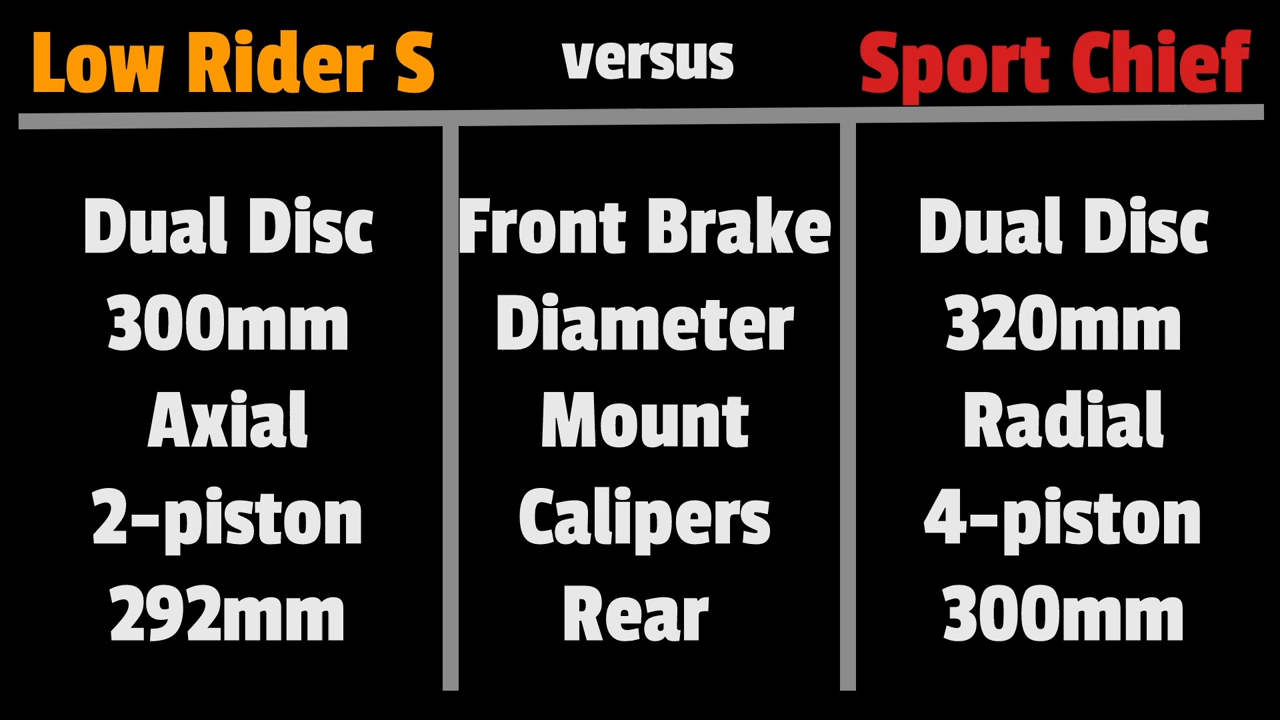 Low Rider S versus Sport Chief
Dual Disc Front Brake Dual Disc
300mm Diameter 320mm
Axial Mount Radial
2-piston Calipers 4-piston
292mm Rear 300mm